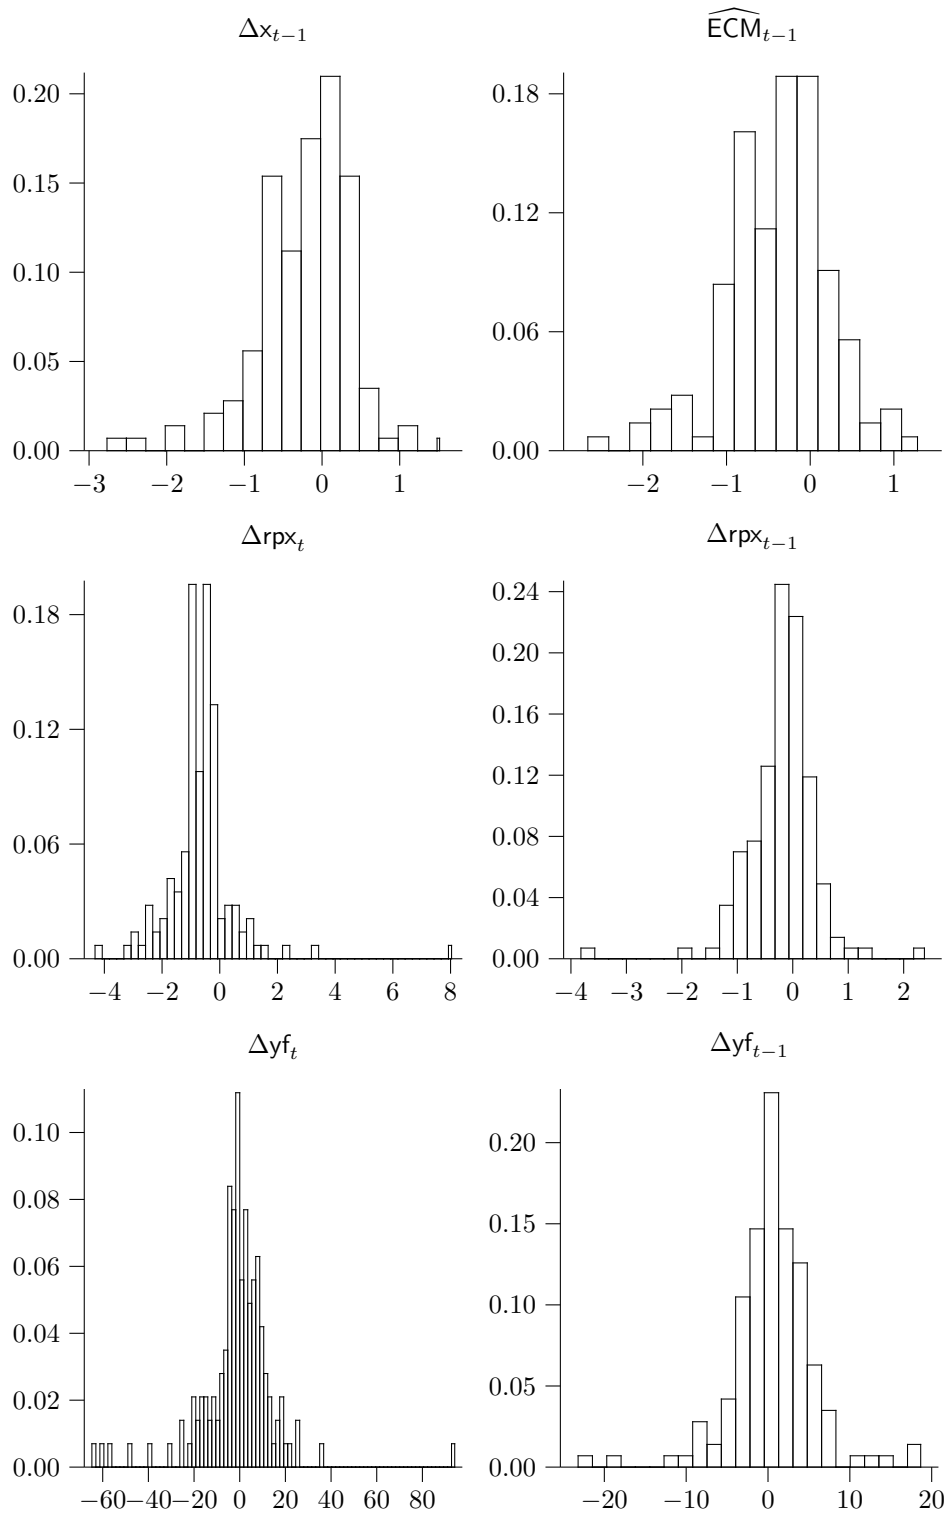 Δx_{t−1}
0.20
0.15
0.10
0.05
0.00
−3 −2 −1 0 1
\widehat{ECM}_{t−1}
0.18
0.12
0.06
0.00
−2 −1 0 1
Δrpx_t
0.18
0.12
0.06
0.00
−4 −2 0 2 4 6 8
Δrpx_{t−1}
0.24
0.20
0.16
0.12
0.08
0.04
0.00
−4 −3 −2 −1 0 1 2
Δyf_t
0.10
0.08
0.06
0.04
0.02
0.00
−60 −40 −20 0 20 40 60 80
Δyf_{t−1}
0.20
0.15
0.10
0.05
0.00
−20 −10 0 10 20